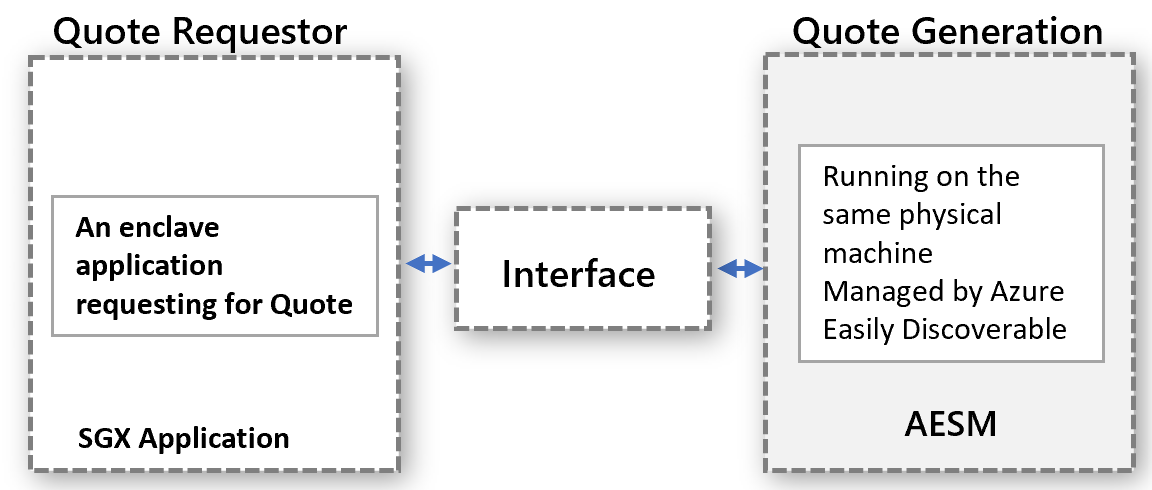 Quote Requestor
An enclave
application
requesting for Quote
SGX Application
Interface
Quote Generation
Running on the
same physical
machine
Managed by Azure
Easily Discoverable
AESM